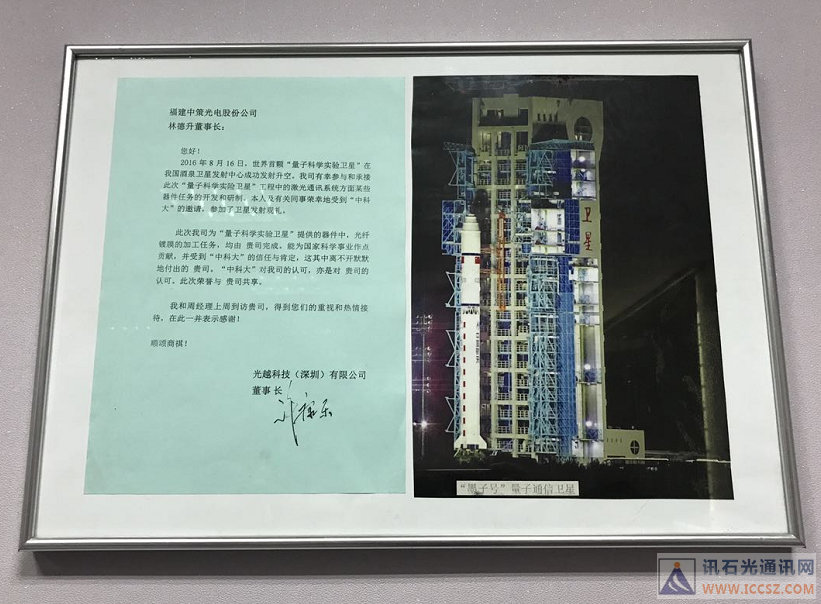 福建中策光电股份公司
林德升董事长：
您好！
2016年8月16日，世界首颗“量子科学实验卫星”在
我国酒泉卫星发射中心成功发射升空。我司有幸参与和承接
此次“量子科学实验卫星”工程中的激光通讯系统方面某些
器件任务的开发和研制。本人及有关同事荣幸地受到“中科
大”的邀请，参加了卫星发射观礼。
此次我司为“量子科学实验卫星”提供的器件中，光纤
镀膜的加工任务，均由 贵司完成。能为国家科学事业作点
贡献，并受到“中科大”的信任与肯定，这其中离不开默默
地付出的 贵司。“中科大”对我司的认可，亦是对 贵司的
认可。此次荣誉与 贵司共享。
我和周经理上周到访贵司，得到您们的重视和热情接
待，在此一并表示感谢！
顺颂商祺！
光越科技（深圳）有限公司
董事长
卫星
“墨子号”量子通信卫星
讯石光通讯网
www.iccsz.com